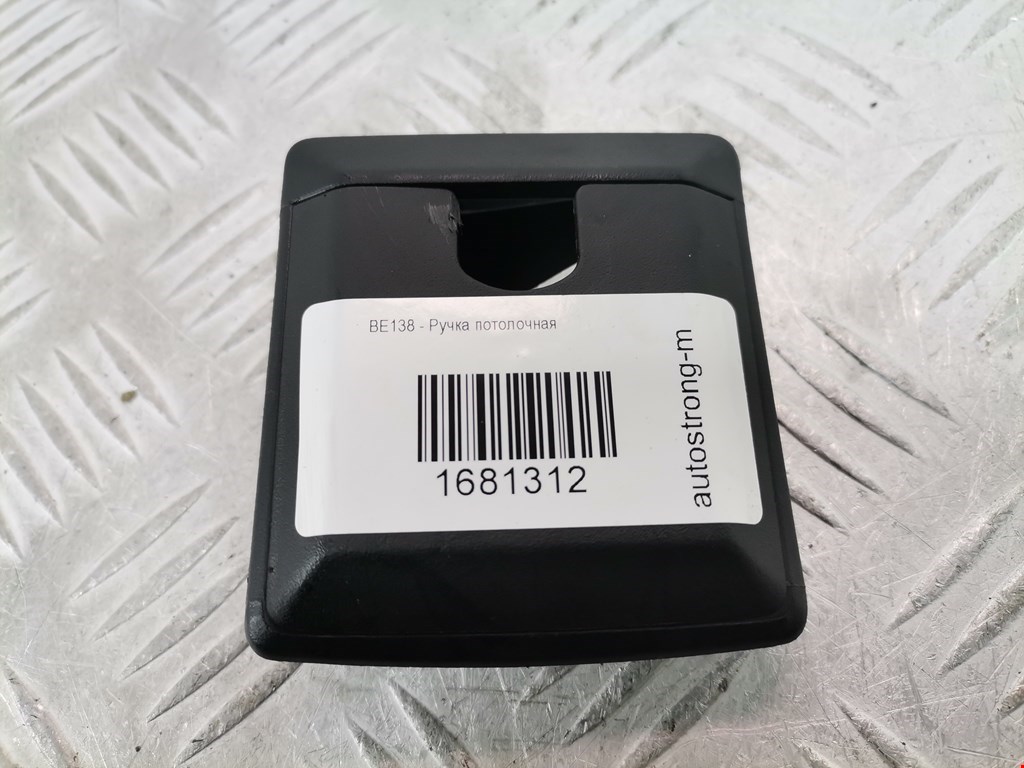 BE138 - Ручка потолочная
1681312
autostrong-m